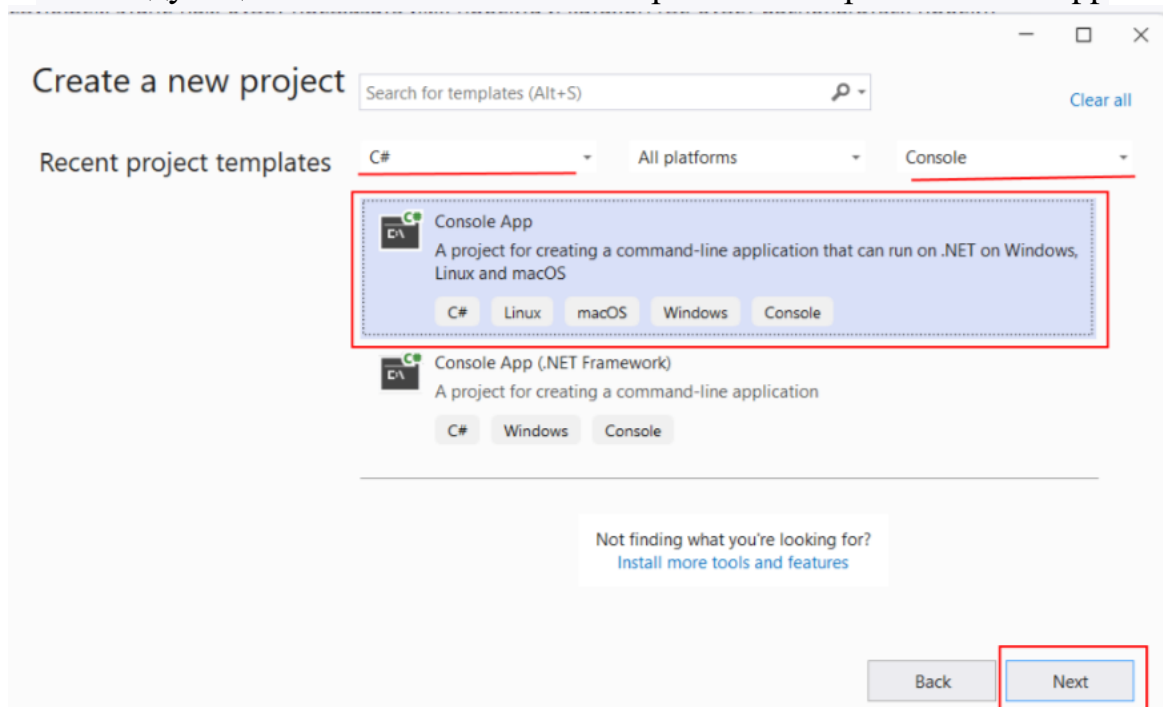 Create a new project
Search for templates (Alt+S)
Clear all
Recent project templates
C#
All platforms
Console
Console App
A project for creating a command-line application that can run on .NET on Windows,
Linux and macOS
C# Linux macOS Windows Console
Console App (.NET Framework)
A project for creating a command-line application
C# Windows Console
Not finding what you're looking for?
Install more tools and features
Back
Next